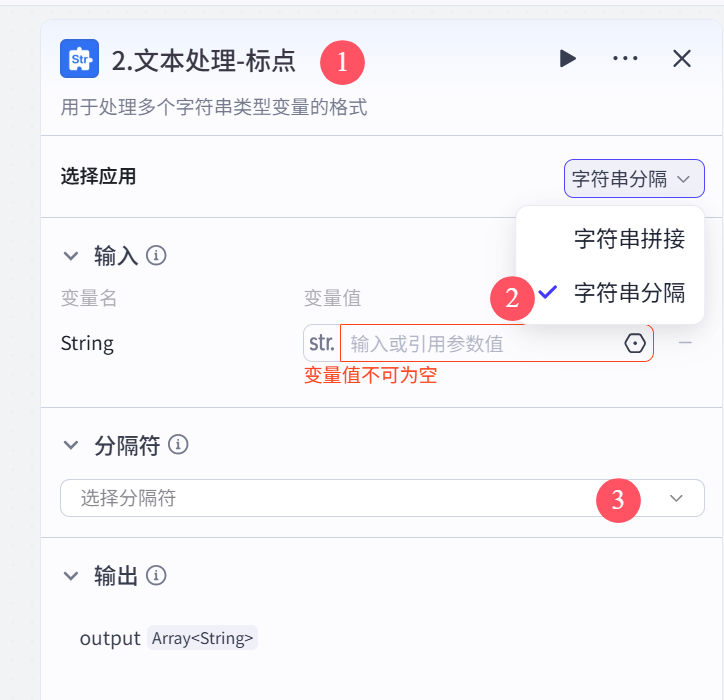 Str
2.文本处理-标点
1
用于处理多个字符串类型变量的格式
选择应用
字符串分隔
字符串拼接
输入
2
字符串分隔
变量名
变量值
String
str.
输入或引用参数值
变量值不可为空
分隔符
选择分隔符
3
输出
output
Array<String>